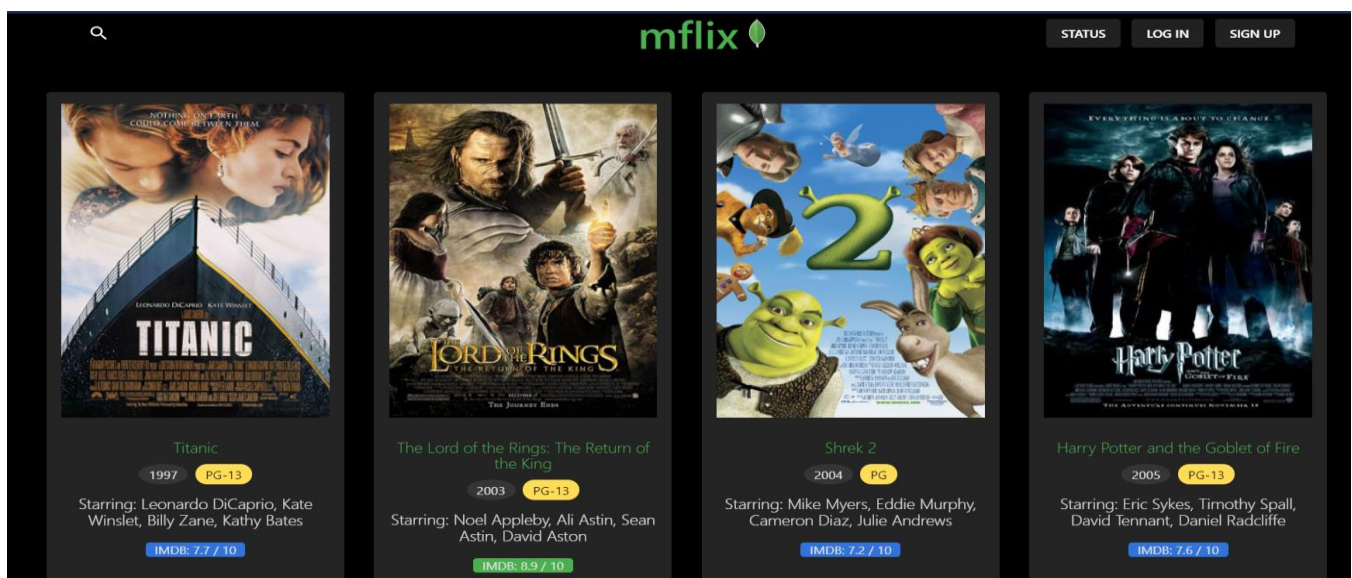 mflix
STATUS LOG IN SIGN UP
NOTHING ON EARTH
COULD COME BETWEEN THEM.
LEONARDO DICAPRIO KATE WINSLET
TITANIC
Titanic
1997 PG-13
Starring: Leonardo DiCaprio, Kate
Winslet, Billy Zane, Kathy Bates
IMDB: 7.7 / 10
THE LORD OF THE RINGS
THE RETURN OF THE KING
THE JOURNEY ENDS
The Lord of the Rings: The Return of
the King
2003 PG-13
Starring: Noel Appleby, Ali Astin, Sean
Astin, David Aston
IMDB: 8.9 / 10
2
Shrek 2
2004 PG
Starring: Mike Myers, Eddie Murphy,
Cameron Diaz, Julie Andrews
IMDB: 7.2 / 10
EVERYTHING IS ABOUT TO CHANGE.
Harry Potter
AND THE
GOBLET OF FIRE
THE ADVENTURE CONTINUES NOVEMBER 18
Harry Potter and the Goblet of Fire
2005 PG-13
Starring: Eric Sykes, Timothy Spall,
David Tennant, Daniel Radcliffe
IMDB: 7.6 / 10